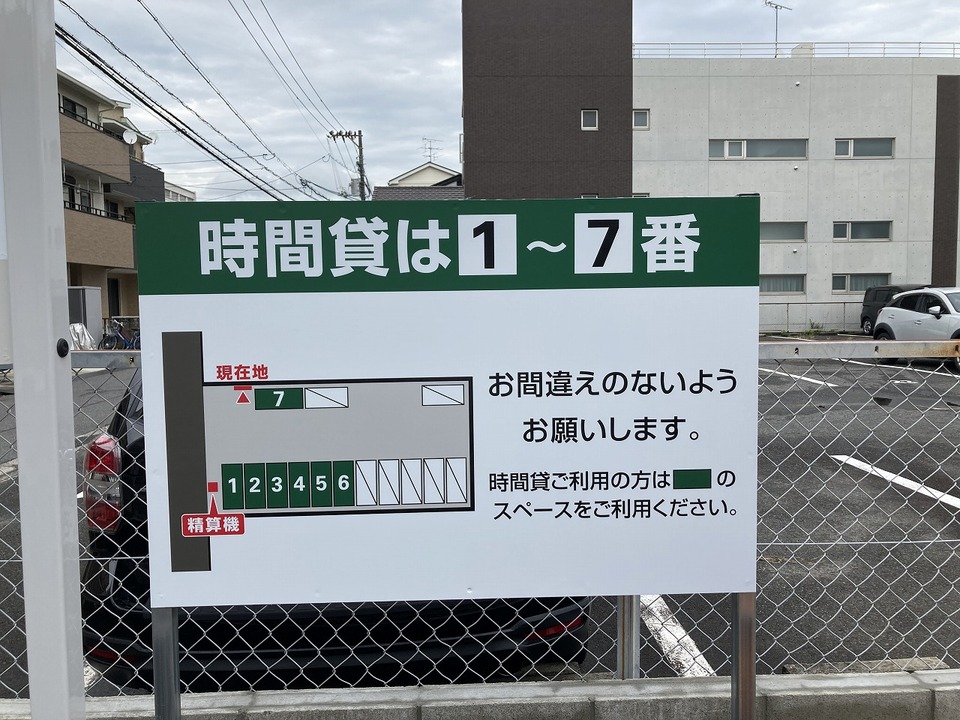 時間貸は1～7番
現在地
7
1 2 3 4 5 6
精算機
お間違えのないよう
お願いします。
時間貸ご利用の方は の
スペースをご利用ください。